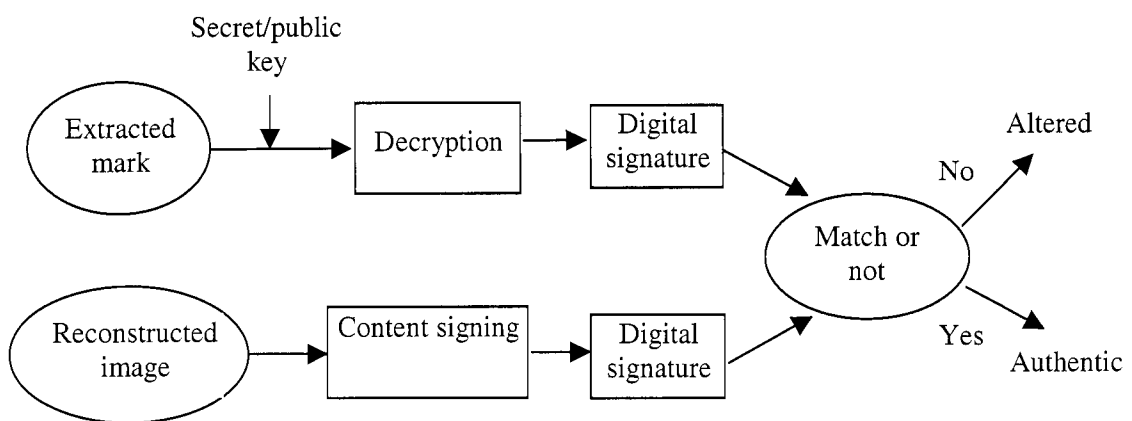 Secret/public
key
Extracted
mark
Decryption
Digital
signature
Altered
No
Match or
not
Reconstructed
image
Content signing
Digital
signature
Yes
Authentic